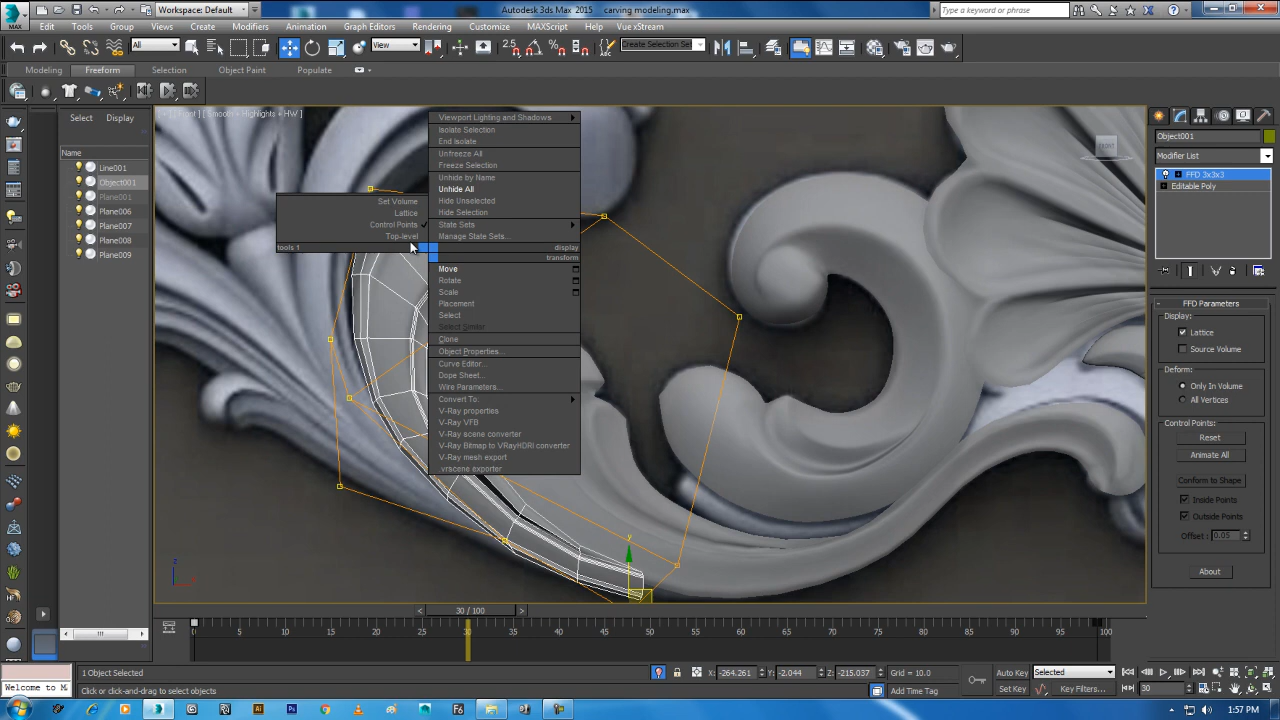 Workspace: Default
Autodesk 3ds Max 2015 carving modeling.max
Type a keyword or phrase
MAX
Edit Tools Group Views Create Modifiers Animation Graph Editors Rendering Customize MAXScript Help Vue xStream
All
View
2.5
Create Selection Se
Modeling Freeform Selection Object Paint Populate
Select Display
Name
Line001
Object001
Plane001
Plane006
Plane007
Plane008
Plane009
Viewport Lighting and Shadows
Isolate Selection
End Isolate
Unfreeze All
Freeze Selection
Unhide by Name
Unhide All
Hide Unselected
Hide Selection
State Sets
Manage State Sets...
Set Volume
Lattice
Control Points
Top-level
tools 1
display
transform
Move
Rotate
Scale
Placement
Select
Select Similar
Clone
Object Properties...
Curve Editor...
Dope Sheet...
Wire Parameters...
Convert To:
V-Ray properties
V-Ray VFB
V-Ray scene converter
V-Ray Bitmap to VRayHDRI converter
V-Ray mesh export
.vrscene exporter
FRONT
y
z
Object001
Modifier List
FFD 3x3x3
Editable Poly
FFD Parameters
Display:
Lattice
Source Volume
Deform:
Only In Volume
All Vertices
Control Points:
Reset
Animate All
Conform to Shape
Inside Points
Outside Points
Offset: 0.05
About
30 / 100
0 5 10 15 20 25 30 35 40 45 50 55 60 65 70 75 80 85 90 95 100
1 Object Selected
X: -264.261 Y: -2.044 Z: -215.037 Grid = 10.0
Auto Key Selected
Welcome to M
Click or click-and-drag to select objects
Add Time Tag
Set Key Key Filters...
30
1:57 PM